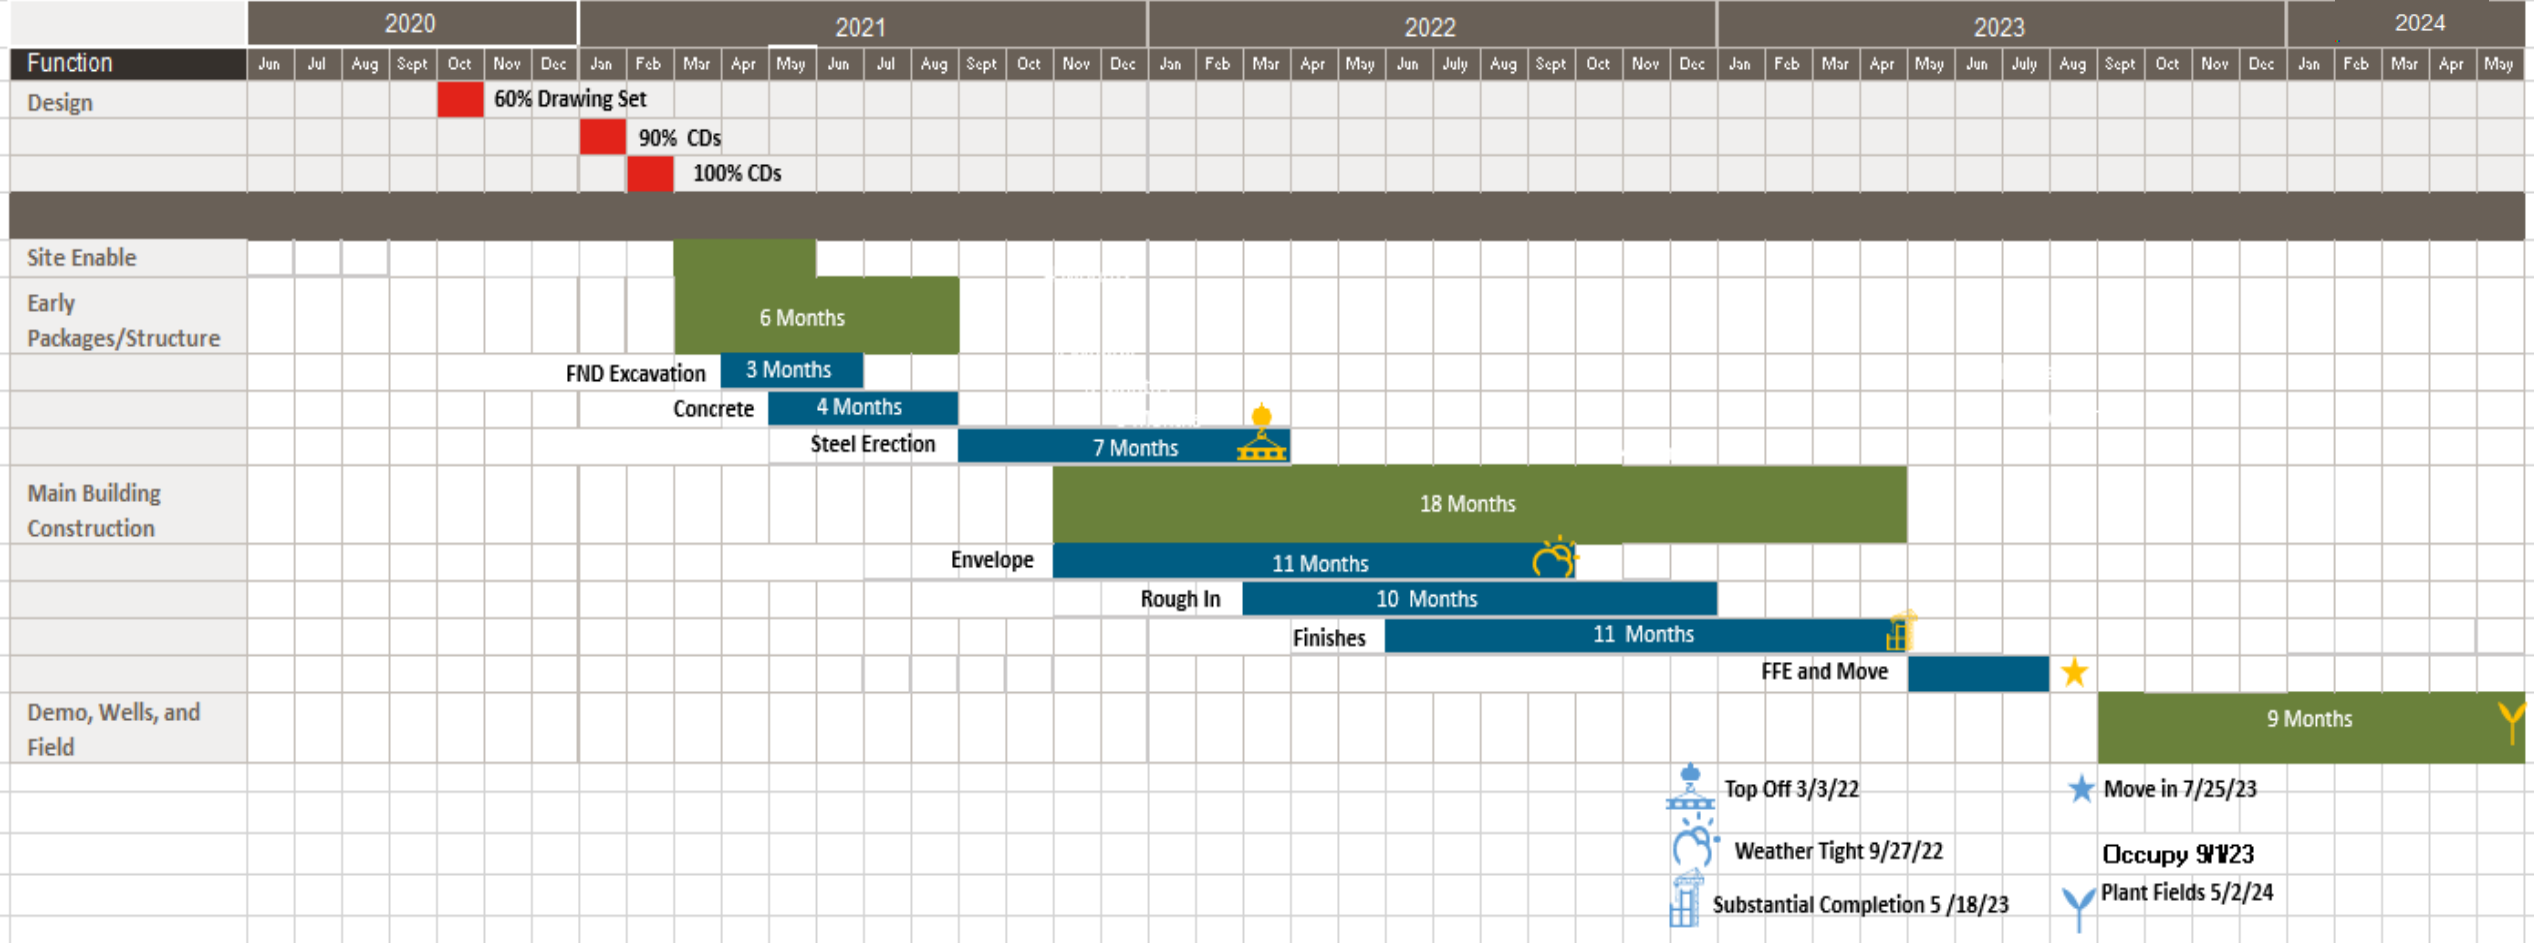 2020 2021 2022 2023 2024
Function Jun Jul Aug Sept Oct Nov Dec Jan Feb Mar Apr May Jun Jul Aug Sept Oct Nov Dec Jan Feb Mar Apr May Jun July Aug Sept Oct Nov Dec Jan Feb Mar Apr May Jun July Aug Sept Oct Nov Dec Jan Feb Mar Apr May
Design 60% Drawing Set
90% CDs
100% CDs
Site Enable
Early
Packages/Structure
6 Months
FND Excavation 3 Months
Concrete 4 Months
Steel Erection 7 Months
Main Building
Construction
18 Months
Envelope 11 Months
Rough In 10 Months
Finishes 11 Months
FFE and Move
Demo, Wells, and
Field
9 Months
Top Off 3/3/22 Move in 7/25/23
Weather Tight 9/27/22 Occupy 9/1/23
Substantial Completion 5 /18/23 Plant Fields 5/2/24